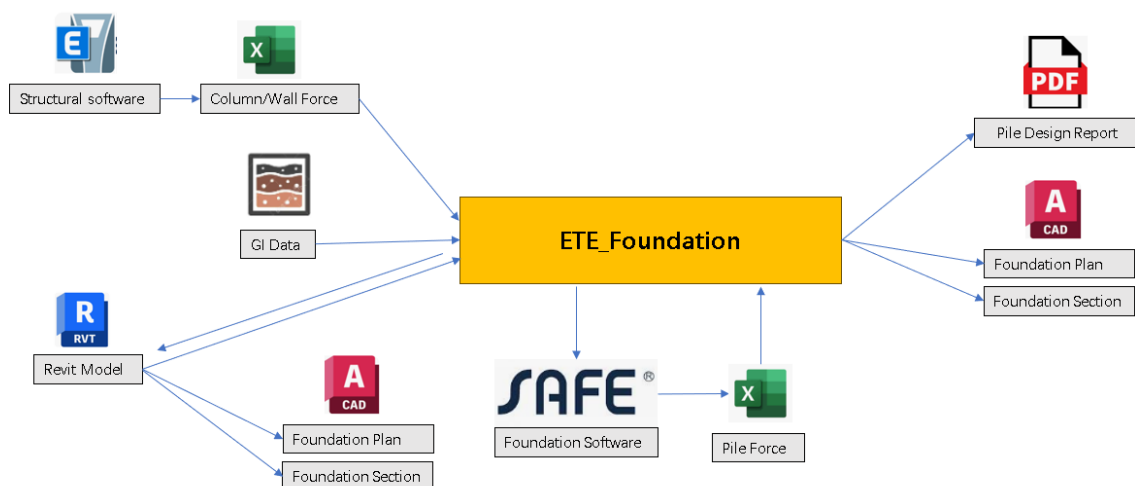 E
X
PDF
Structural software
Column/Wall Force
Pile Design Report
A
CAD
GI Data
ETE_Foundation
Foundation Plan
Foundation Section
R
RVT
Revit Model
A
CAD
SAFE®
X
Foundation Plan
Foundation Software
Pile Force
Foundation Section